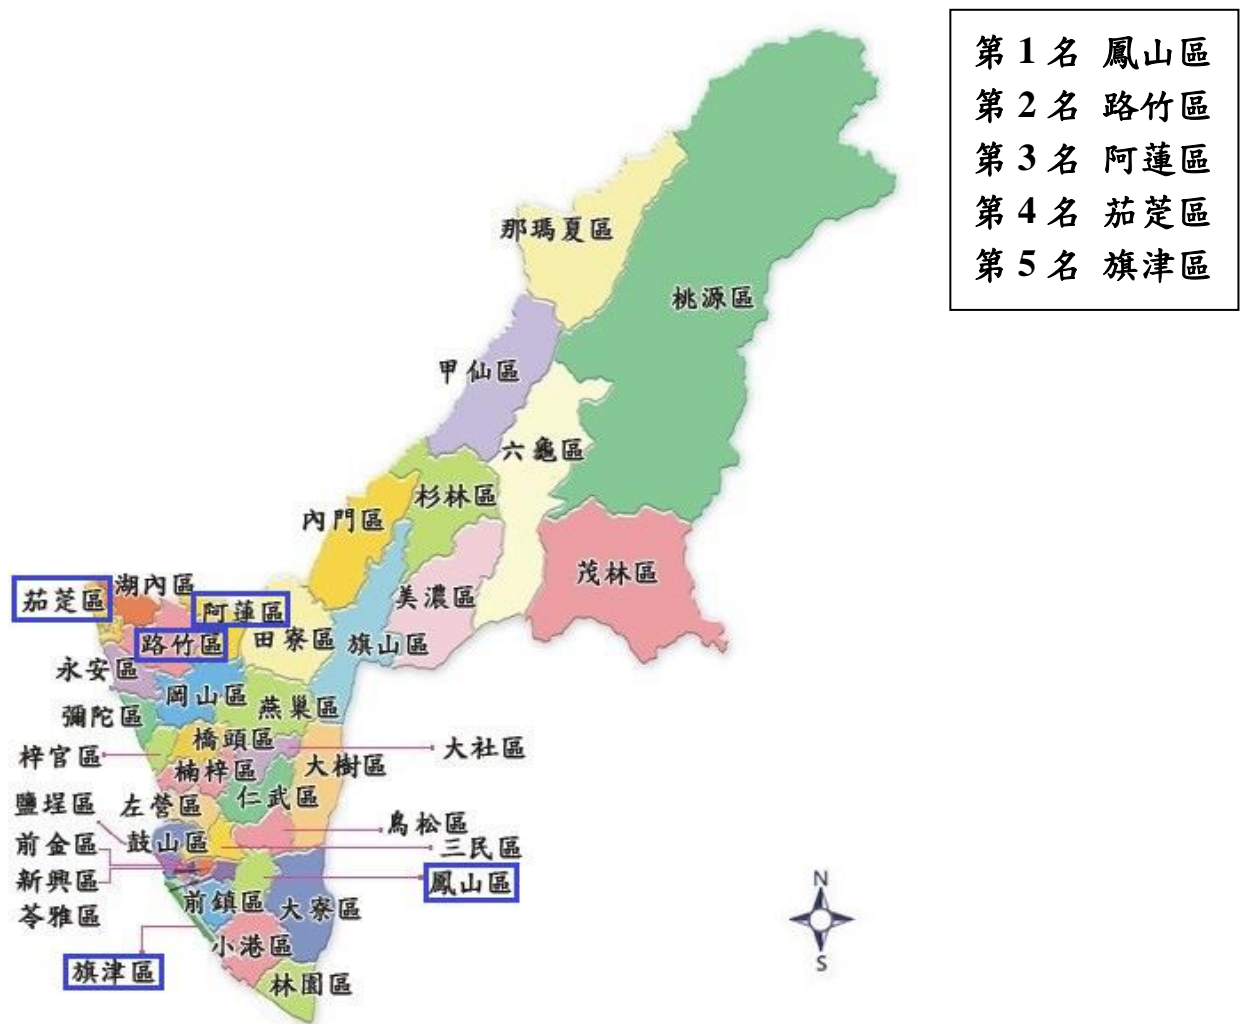 第 1 名 鳳山區
第 2 名 路竹區
第 3 名 阿蓮區
第 4 名 茄萣區
第 5 名 旗津區
那瑪夏區
桃源區
甲仙區
六龜區
杉林區
內門區
茂林區
湖內區
美濃區
茄萣區
阿蓮區
田寮區
旗山區
路竹區
永安區
岡山區
燕巢區
彌陀區
橋頭區
大社區
梓官區
楠梓區
大樹區
仁武區
鹽埕區
左營區
鳥松區
前金區
鼓山區
三民區
新興區
鳳山區
苓雅區
前鎮區
大寮區
小港區
旗津區
林園區
N
S